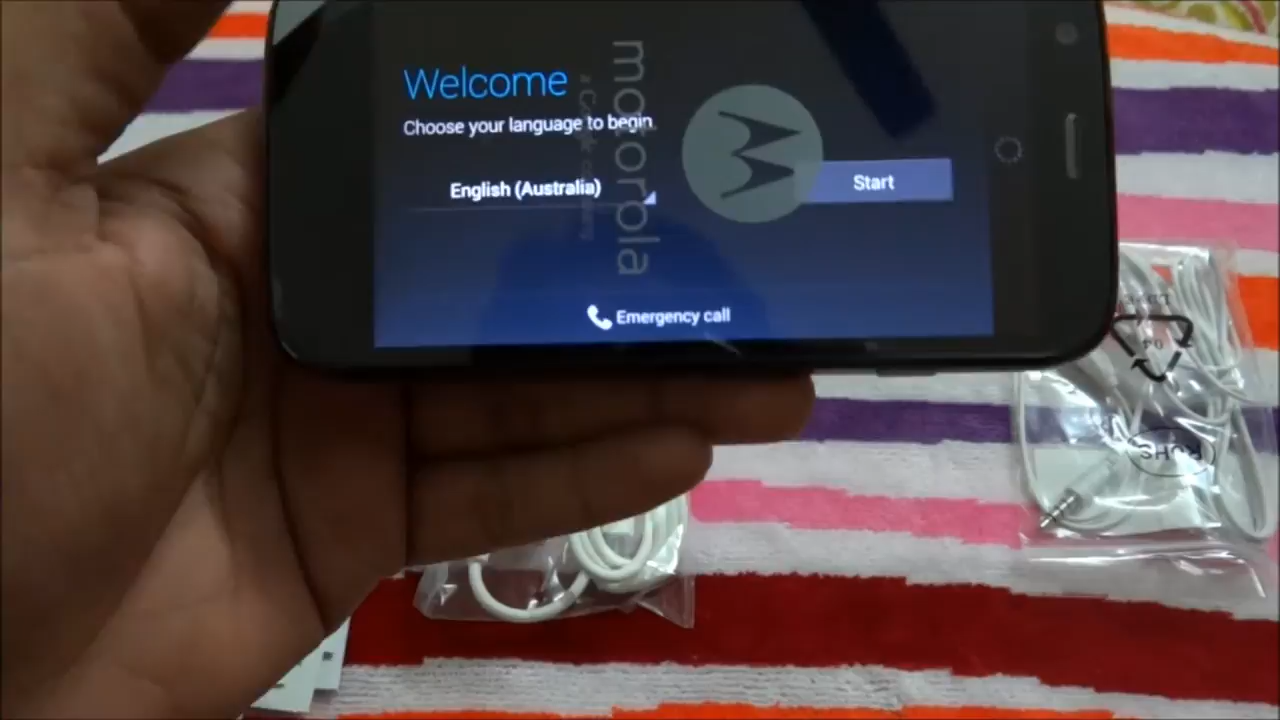 Welcome
Choose your language to begin
English (Australia)
Start
Emergency call
motorola
ROHS